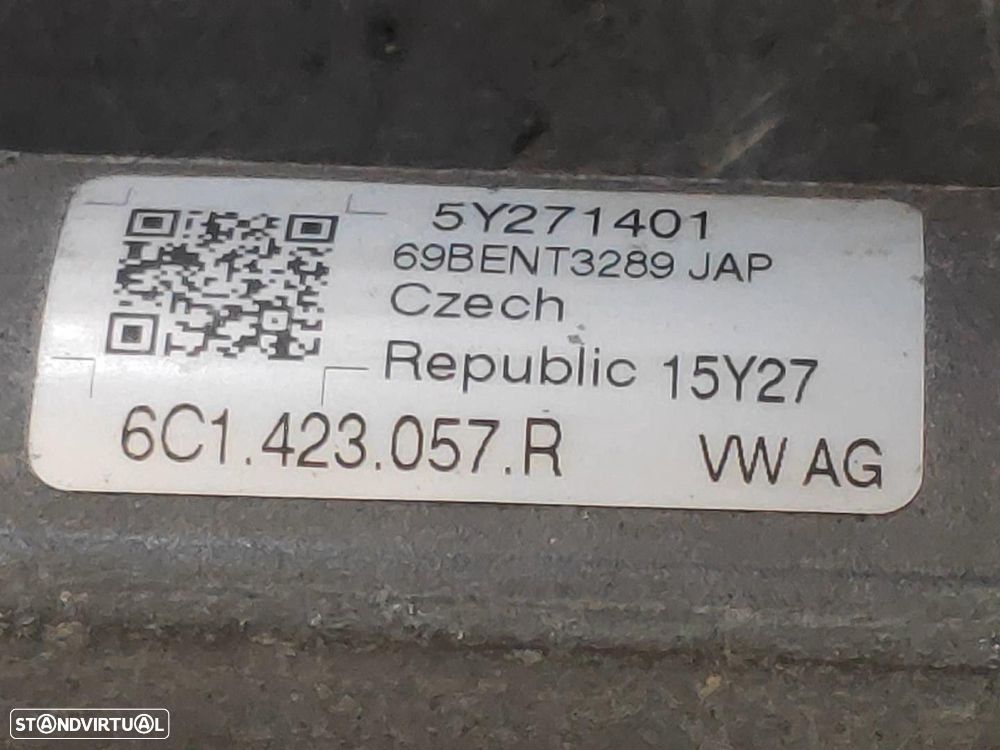 5Y271401
69BENT3289 JAP
Czech
Republic 15Y27
6C1.423.057.R VW AG
STANDVIRTUAL